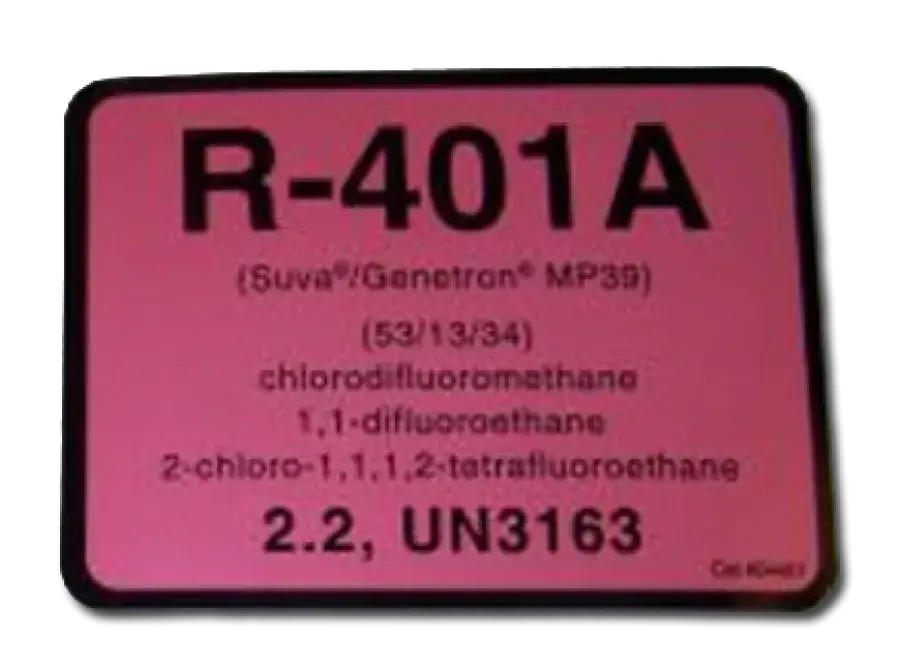 R-401A
(Suva®/Genetron® MP39)
(53/13/34)
chlorodifluoromethane
1,1-difluoroethane
2-chloro-1,1,1,2-tetrafluoroethane
2.2, UN3163